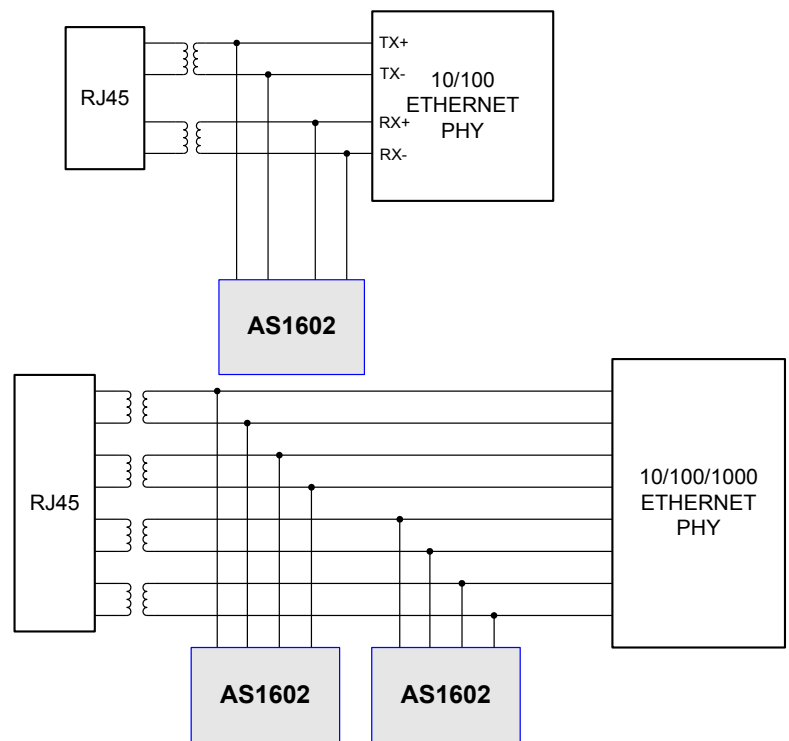 RJ45
TX+
TX-
RX+
RX-
10/100
ETHERNET
PHY
AS1602
RJ45
10/100/1000
ETHERNET
PHY
AS1602
AS1602